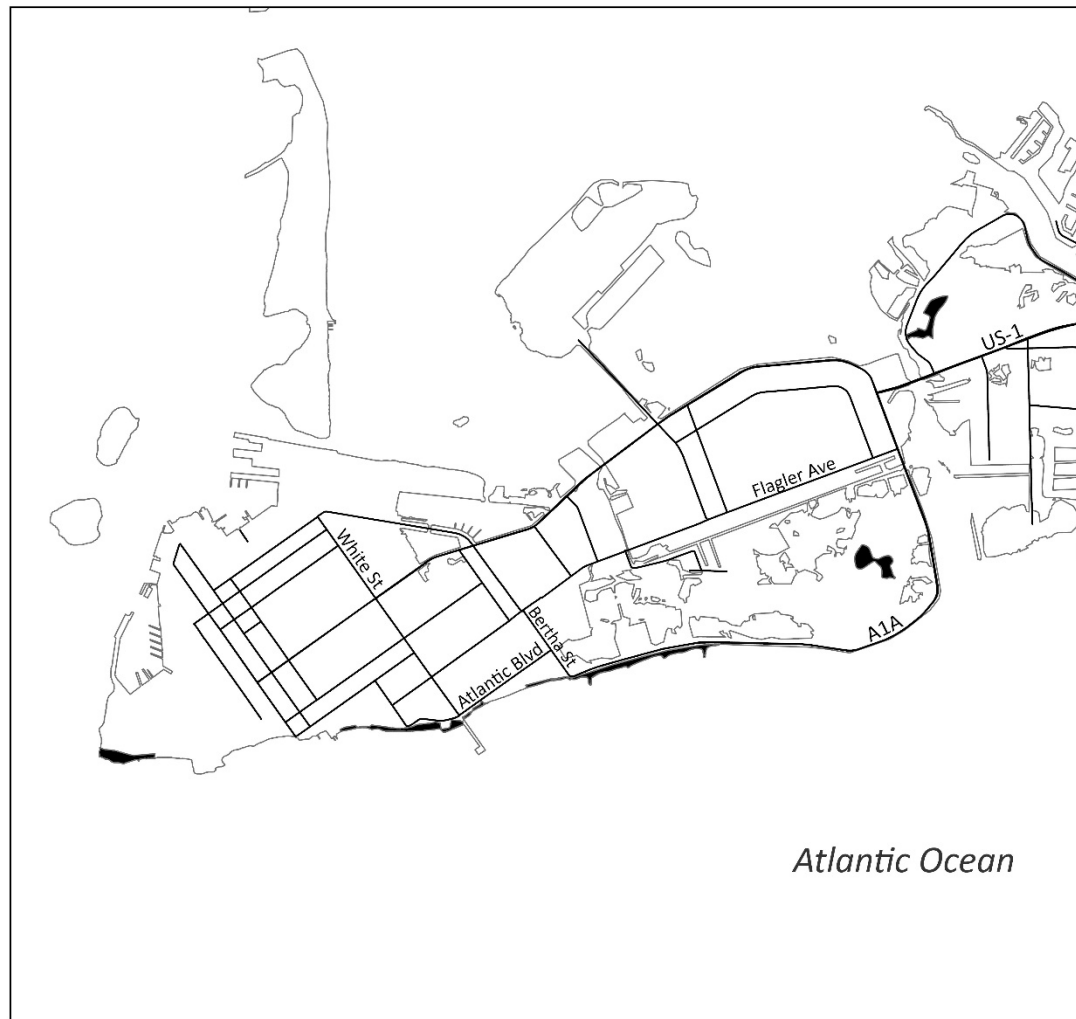 US-1
Flagler Ave
White St
Bertha St
Atlantic Blvd
A1A
Atlantic Ocean